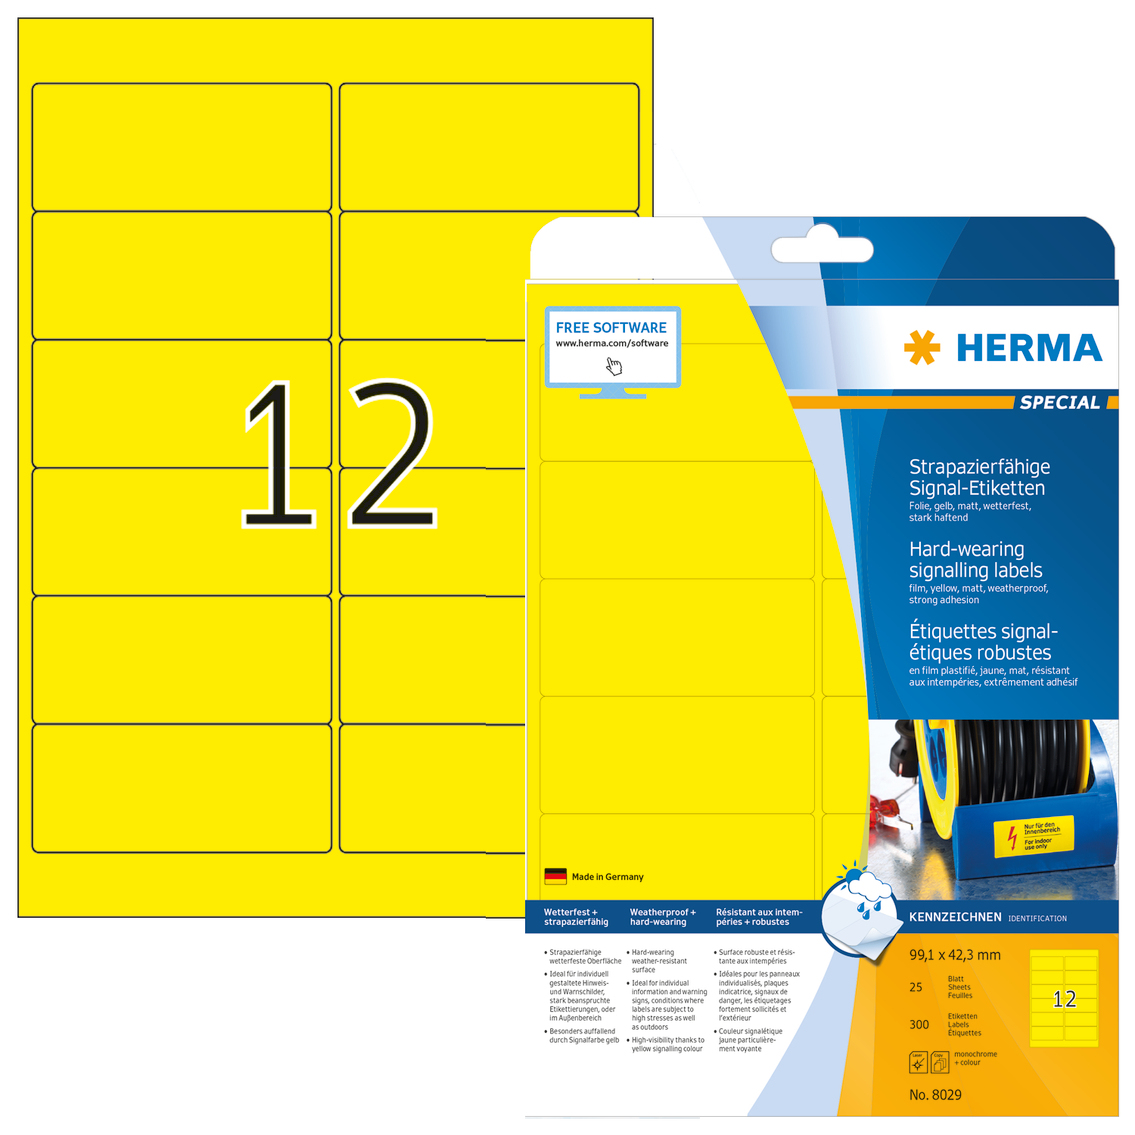 12
FREE SOFTWARE
www.herma.com/software
HERMA
SPECIAL
Strapazierfähige
Signal-Etiketten
Folie, gelb, matt, wetterfest,
stark haftend
Hard-wearing
signalling labels
film, yellow, matt, weatherproof,
strong adhesion
Étiquettes signal-
étiques robustes
en film plastifié, jaune, mat, résistant
aux intempéries, extrêmement adhésif
Nur für den
Innenbereich
For indoor
use only
Made in Germany
Wetterfest +
strapazierfähig
Weatherproof +
hard-wearing
Résistant aux intem-
péries + robustes
KENNZEICHNEN IDENTIFICATION
• Strapazierfähige
wetterfeste Oberfläche
• Ideal für individuell
gestaltete Hinweis-
und Warnschilder,
stark beanspruchte
Etikettierungen, oder
im Außenbereich
• Besonders auffallend
durch Signalfarbe gelb
• Hard-wearing
weather-resistant
surface
• Ideal for individual
information and warning
signs, conditions where
labels are subject to
high stresses as well
as outdoors
• High-visibility thanks to
yellow signalling colour
• Surface robuste et résis-
tante aux intempéries
• Idéales pour les panneaux
individualisés, plaques
indicatrice, signaux de
danger, les étiquetages
fortement sollicités et
l'extérieur
• Couleur signalétique
jaune particulière-
ment voyante
99,1 x 42,3 mm
25
Blatt
Sheets
Feuilles
300
Etiketten
Labels
Étiquettes
12
Laser
Copy
monochrome
+ colour
No. 8029